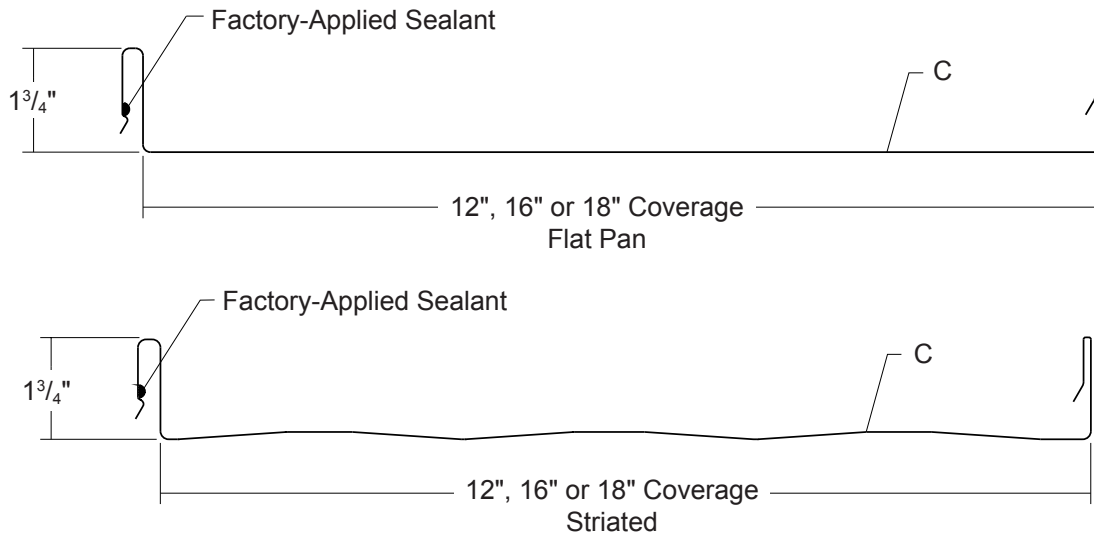 Factory-Applied Sealant
C
1³/₄"
12", 16" or 18" Coverage
Flat Pan
Factory-Applied Sealant
C
1³/₄"
12", 16" or 18" Coverage
Striated